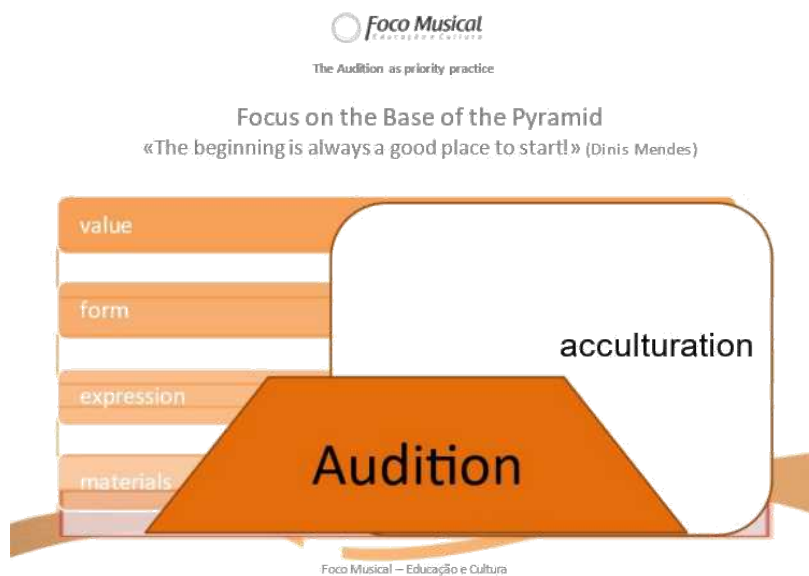 Foco Musical
Educação e Cultura
The Audition as priority practice
Focus on the Base of the Pyramid
«The beginning is always a good place to start!» (Dinis Mendes)
value
form
acculturation
expression
Audition
materials
Foco Musical – Educação e Cultura